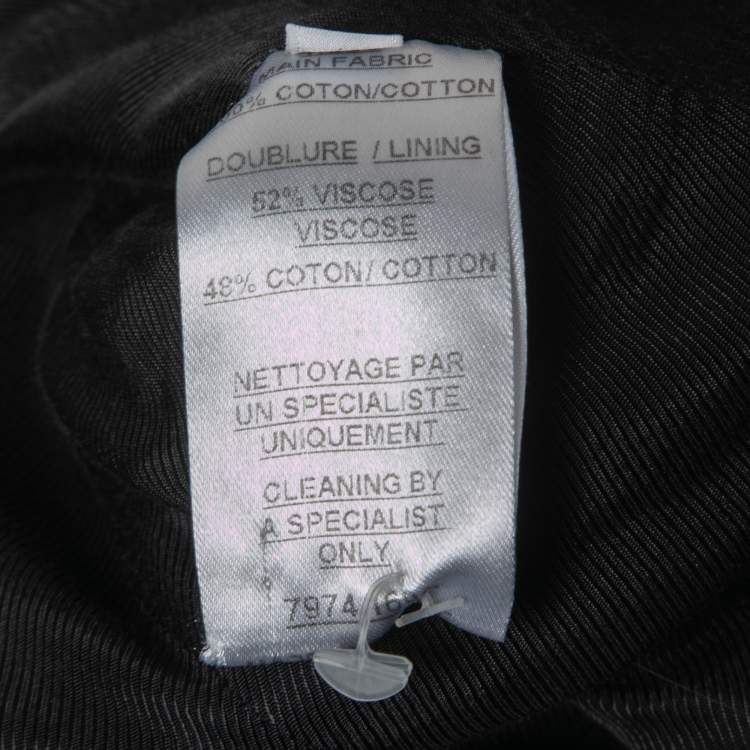 MAIN FABRIC
COTON/COTTON
DOUBLURE / LINING
52% VISCOSE
VISCOSE
48% COTON/ COTTON
NETTOYAGE PAR
UN SPECIALISTE
UNIQUEMENT
CLEANING BY
A SPECIALIST
ONLY